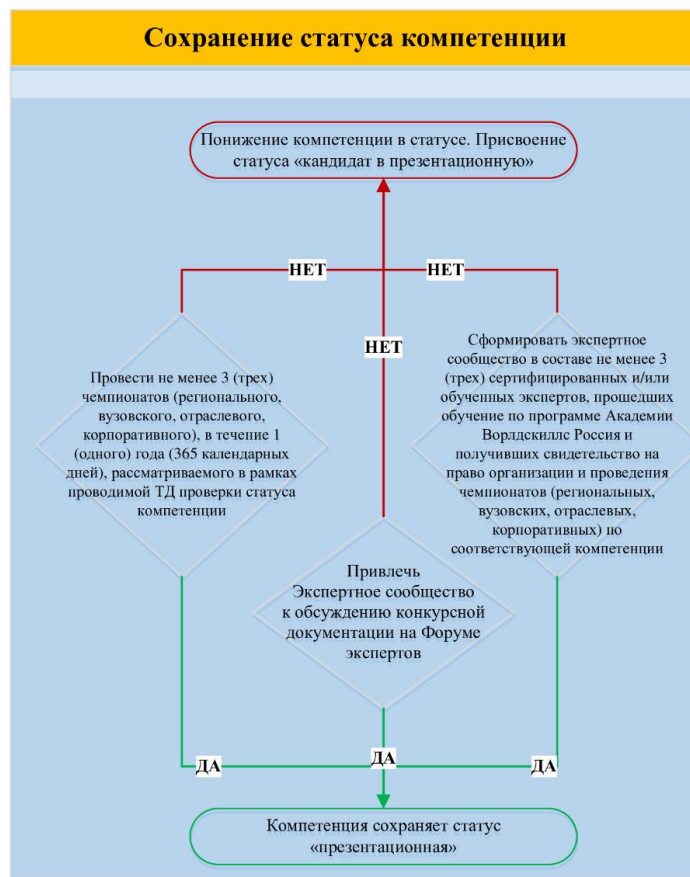 Сохранение статуса компетенции
Понижение компетенции в статусе. Присвоение
статуса «кандидат в презентационную»
НЕТ
НЕТ
НЕТ
Провести не менее 3 (трех)
чемпионатов (регионального,
вузовского, отраслевого,
корпоративного), в течение 1
(одного) года (365 календарных
дней), рассматриваемого в рамках
проводимой ТД проверки статуса
компетенции
Привлечь
Экспертное сообщество
к обсуждению конкурсной
документации на Форуме
экспертов
Сформировать экспертное
сообщество в составе не менее 3
(трех) сертифицированных и/или
обученных экспертов, прошедших
обучение по программе Академии
Ворлдскиллс Россия и
получивших свидетельство на
право организации и проведения
чемпионатов (региональных,
вузовских, отраслевых,
корпоративных) по
соответствующей компетенции
ДА
ДА
ДА
Компетенция сохраняет статус
«презентационная»